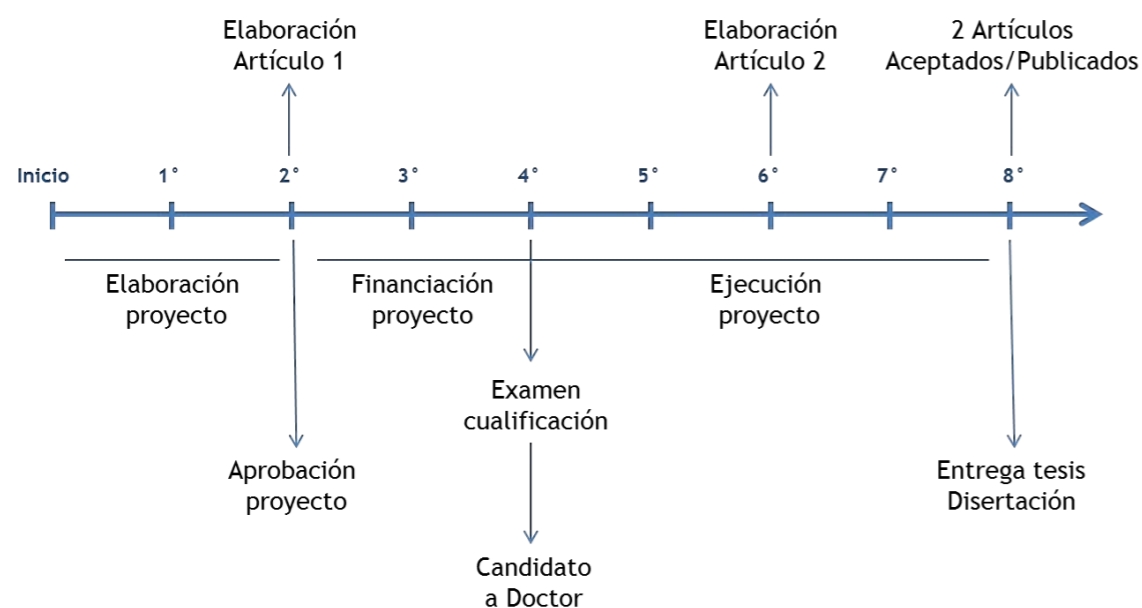 Elaboración
Artículo 1
Elaboración
Artículo 2
2 Artículos
Aceptados/Publicados
Inicio 1° 2° 3° 4° 5° 6° 7° 8°
Elaboración
proyecto
Financiación
proyecto
Ejecución
proyecto
Examen
cualificación
Aprobación
proyecto
Entrega tesis
Disertación
Candidato
a Doctor